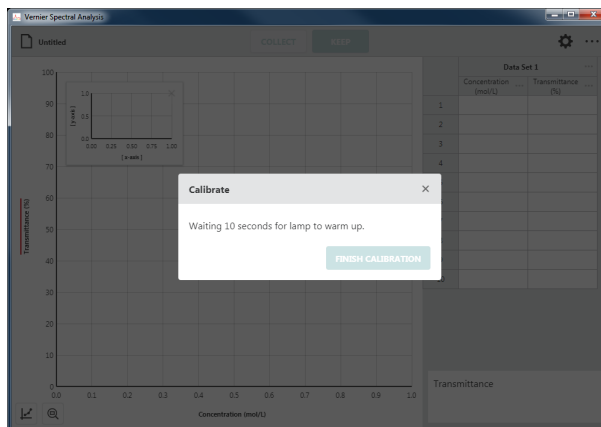 Vernier Spectral Analysis
Untitled
COLLECT
KEEP
Data Set 1
Concentration (mol/L)
Transmittance (%)
1
2
3
4
100
90
80
70
60
50
40
30
20
10
0
Transmittance (%)
0.0 0.1 0.2 0.3 0.4 0.5 0.6 0.7 0.8 0.9 1.0
Concentration (mol/L)
1.0
0.5
0.0
[ y-axis ]
0.00 0.25 0.50 0.75 1.00
[ x-axis ]
Calibrate
Waiting 10 seconds for lamp to warm up.
FINISH CALIBRATION
Transmittance